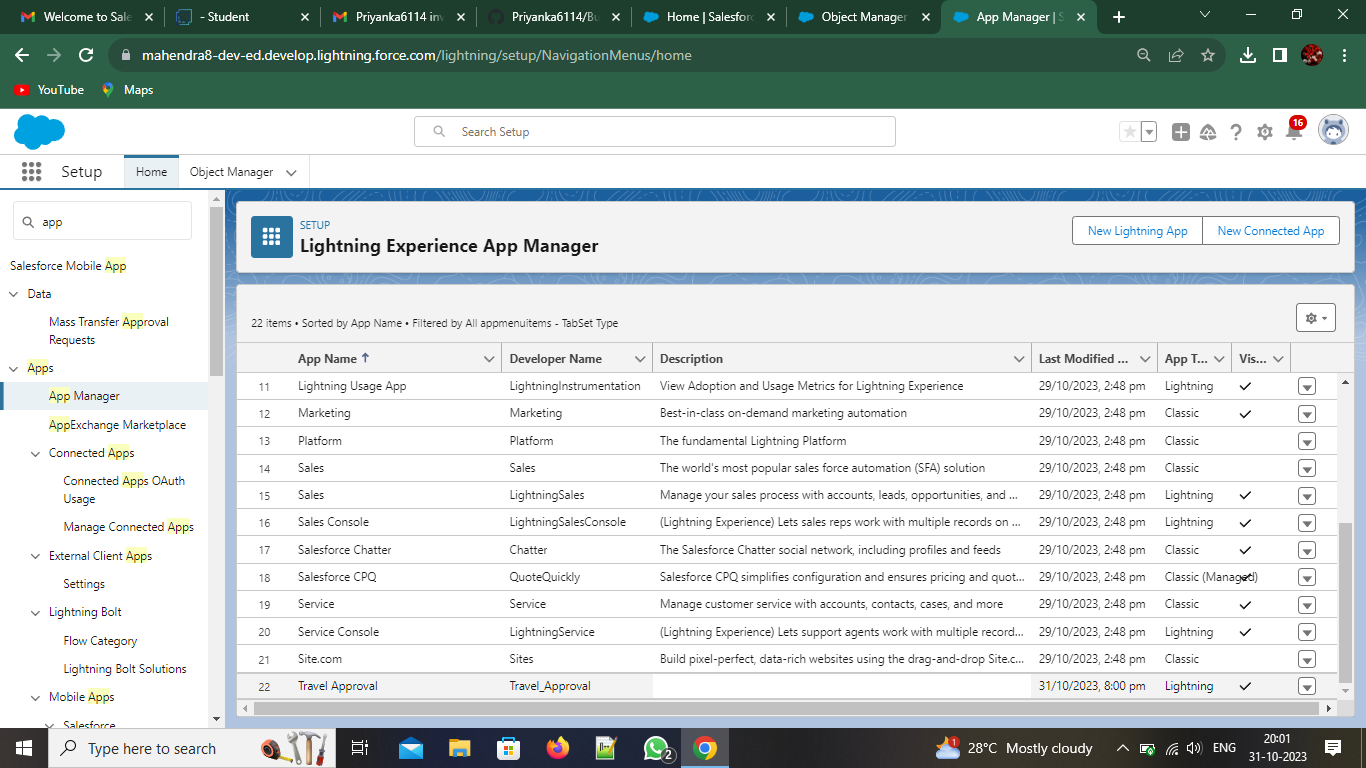 Welcome to Sale
- Student
Priyanka6114 inv
Priyanka6114/Bu
Home | Salesforc
Object Manager
App Manager | S
mahendra8-dev-ed.develop.lightning.force.com/lightning/setup/NavigationMenus/home
YouTube
Maps
Search Setup
16
Setup
Home
Object Manager
app
Salesforce Mobile App
Data
Mass Transfer Approval
Requests
Apps
App Manager
AppExchange Marketplace
Connected Apps
Connected Apps OAuth
Usage
Manage Connected Apps
External Client Apps
Settings
Lightning Bolt
Flow Category
Lightning Bolt Solutions
Mobile Apps
Salesforce
SETUP
Lightning Experience App Manager
New Lightning App
New Connected App
22 items • Sorted by App Name • Filtered by All appmenuitems - TabSet Type
App Name Developer Name Description Last Modified ... App T... Vis...
11 Lightning Usage App LightningInstrumentation View Adoption and Usage Metrics for Lightning Experience 29/10/2023, 2:48 pm Lightning
12 Marketing Marketing Best-in-class on-demand marketing automation 29/10/2023, 2:48 pm Classic
13 Platform Platform The fundamental Lightning Platform 29/10/2023, 2:48 pm Classic
14 Sales Sales The world's most popular sales force automation (SFA) solution 29/10/2023, 2:48 pm Classic
15 Sales LightningSales Manage your sales process with accounts, leads, opportunities, and ... 29/10/2023, 2:48 pm Lightning
16 Sales Console LightningSalesConsole (Lightning Experience) Lets sales reps work with multiple records on ... 29/10/2023, 2:48 pm Lightning
17 Salesforce Chatter Chatter The Salesforce Chatter social network, including profiles and feeds 29/10/2023, 2:48 pm Classic
18 Salesforce CPQ QuoteQuickly Salesforce CPQ simplifies configuration and ensures pricing and quot... 29/10/2023, 2:48 pm Classic (Managed)
19 Service Service Manage customer service with accounts, contacts, cases, and more 29/10/2023, 2:48 pm Classic
20 Service Console LightningService (Lightning Experience) Lets support agents work with multiple record... 29/10/2023, 2:48 pm Lightning
21 Site.com Sites Build pixel-perfect, data-rich websites using the drag-and-drop Site.c... 29/10/2023, 2:48 pm Classic
22 Travel Approval Travel_Approval 31/10/2023, 8:00 pm Lightning
Type here to search
2
1
28°C Mostly cloudy
ENG
20:01
31-10-2023